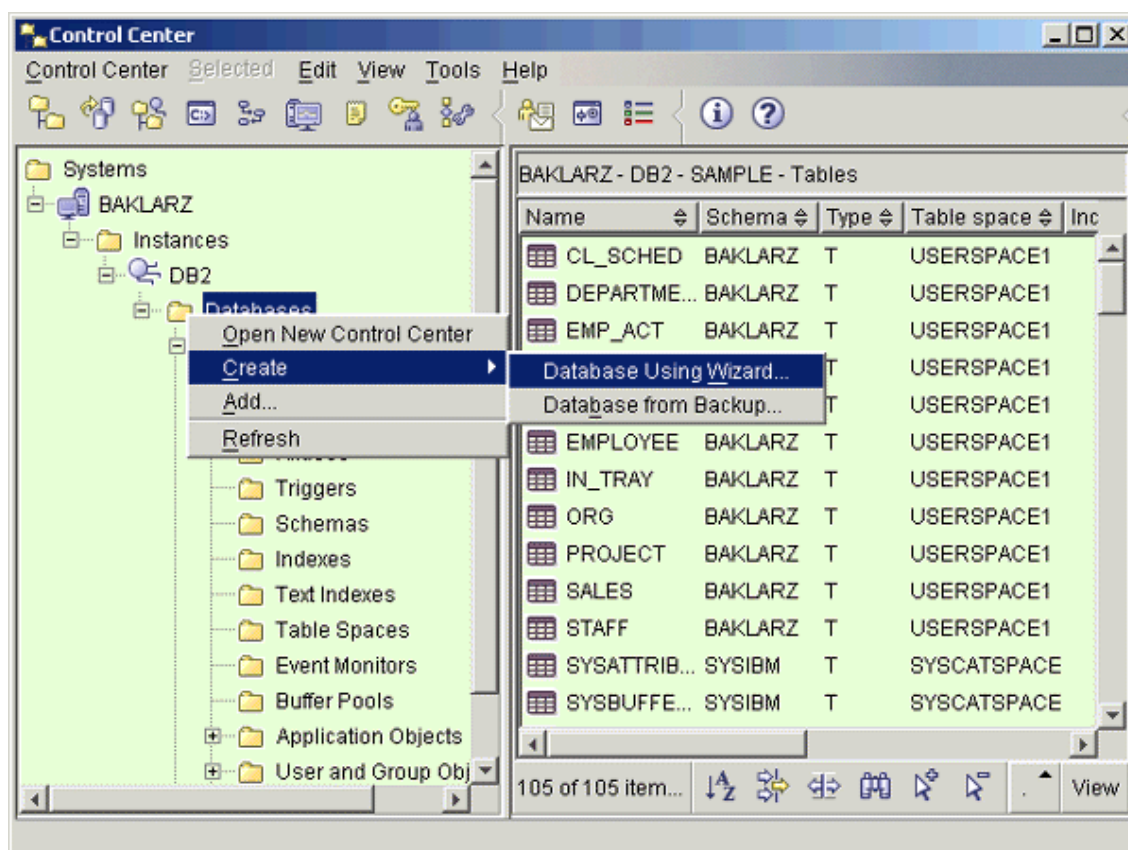 Control Center
Control Center Selected Edit View Tools Help
Systems
BAKLARZ
Instances
DB2
Databases
Open New Control Center
Create
Add...
Refresh
Database Using Wizard...
Database from Backup...
Triggers
Schemas
Indexes
Text Indexes
Table Spaces
Event Monitors
Buffer Pools
Application Objects
User and Group Obj
BAKLARZ - DB2 - SAMPLE - Tables
Name Schema Type Table space Inc
CL_SCHED BAKLARZ T USERSPACE1
DEPARTME... BAKLARZ T USERSPACE1
EMP_ACT BAKLARZ T USERSPACE1
T USERSPACE1
T USERSPACE1
EMPLOYEE BAKLARZ T USERSPACE1
IN_TRAY BAKLARZ T USERSPACE1
ORG BAKLARZ T USERSPACE1
PROJECT BAKLARZ T USERSPACE1
SALES BAKLARZ T USERSPACE1
STAFF BAKLARZ T USERSPACE1
SYSATTRIB... SYSIBM T SYSCATSPACE
SYSBUFFE... SYSIBM T SYSCATSPACE
105 of 105 item... View